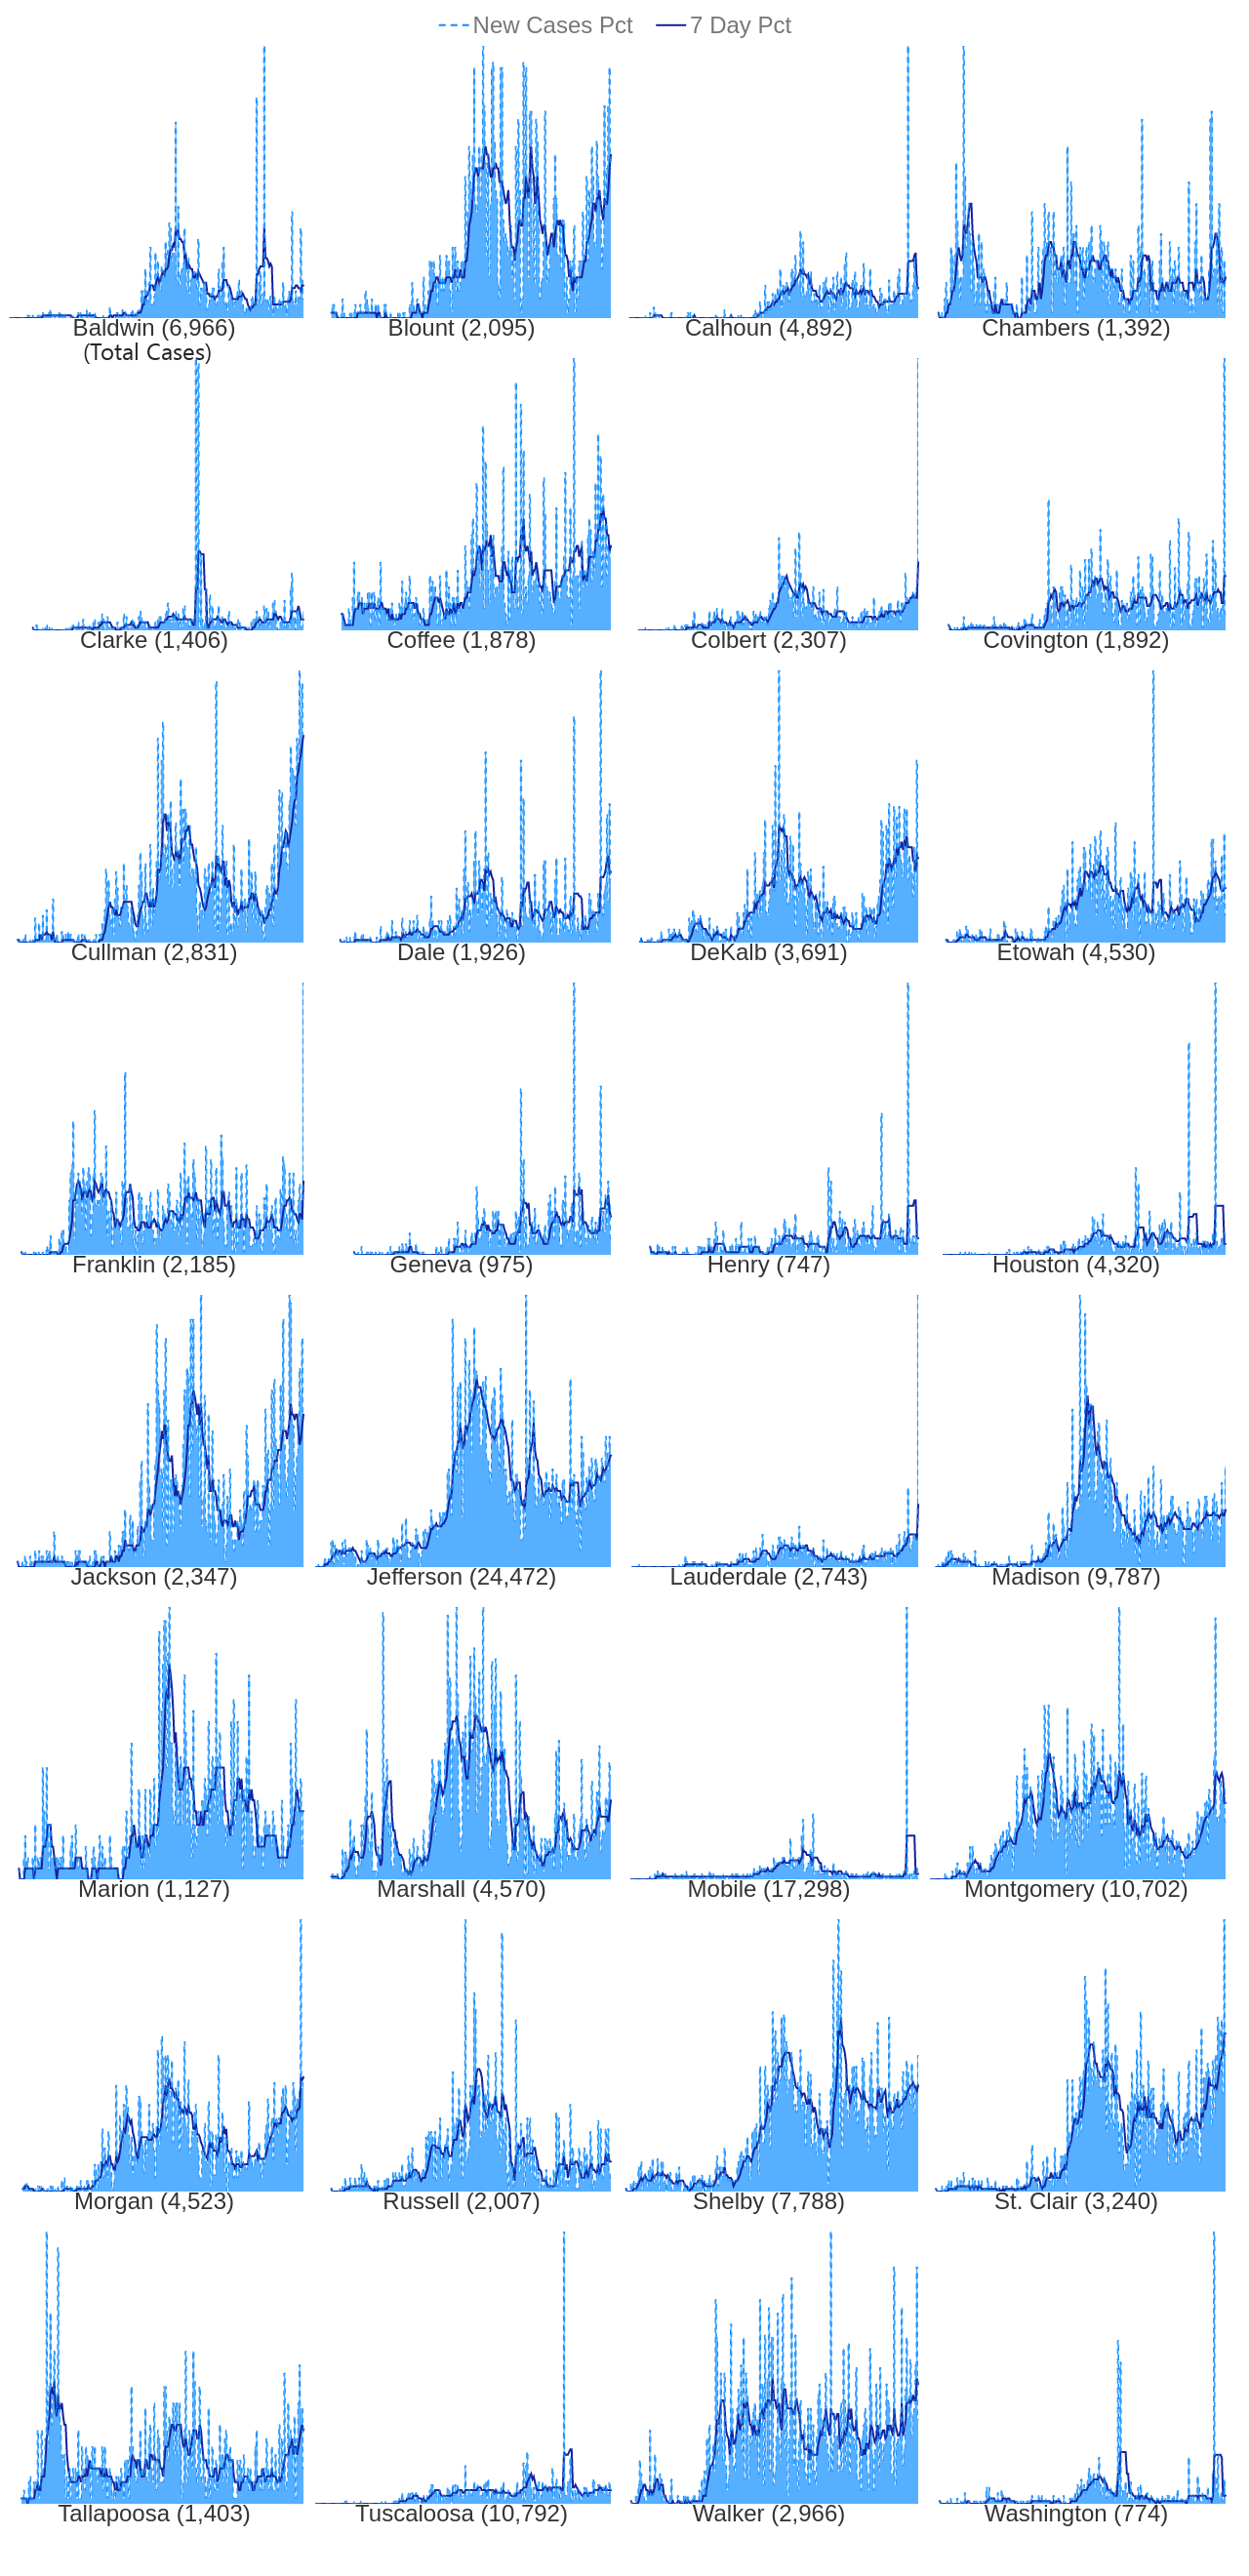 New Cases Pct 7 Day Pct
Baldwin (6,966) Blount (2,095) Calhoun (4,892) Chambers (1,392)
(Total Cases)
Clarke (1,406) Coffee (1,878) Colbert (2,307) Covington (1,892)
Cullman (2,831) Dale (1,926) DeKalb (3,691) Etowah (4,530)
Franklin (2,185) Geneva (975) Henry (747) Houston (4,320)
Jackson (2,347) Jefferson (24,472) Lauderdale (2,743) Madison (9,787)
Marion (1,127) Marshall (4,570) Mobile (17,298) Montgomery (10,702)
Morgan (4,523) Russell (2,007) Shelby (7,788) St. Clair (3,240)
Tallapoosa (1,403) Tuscaloosa (10,792) Walker (2,966) Washington (774)